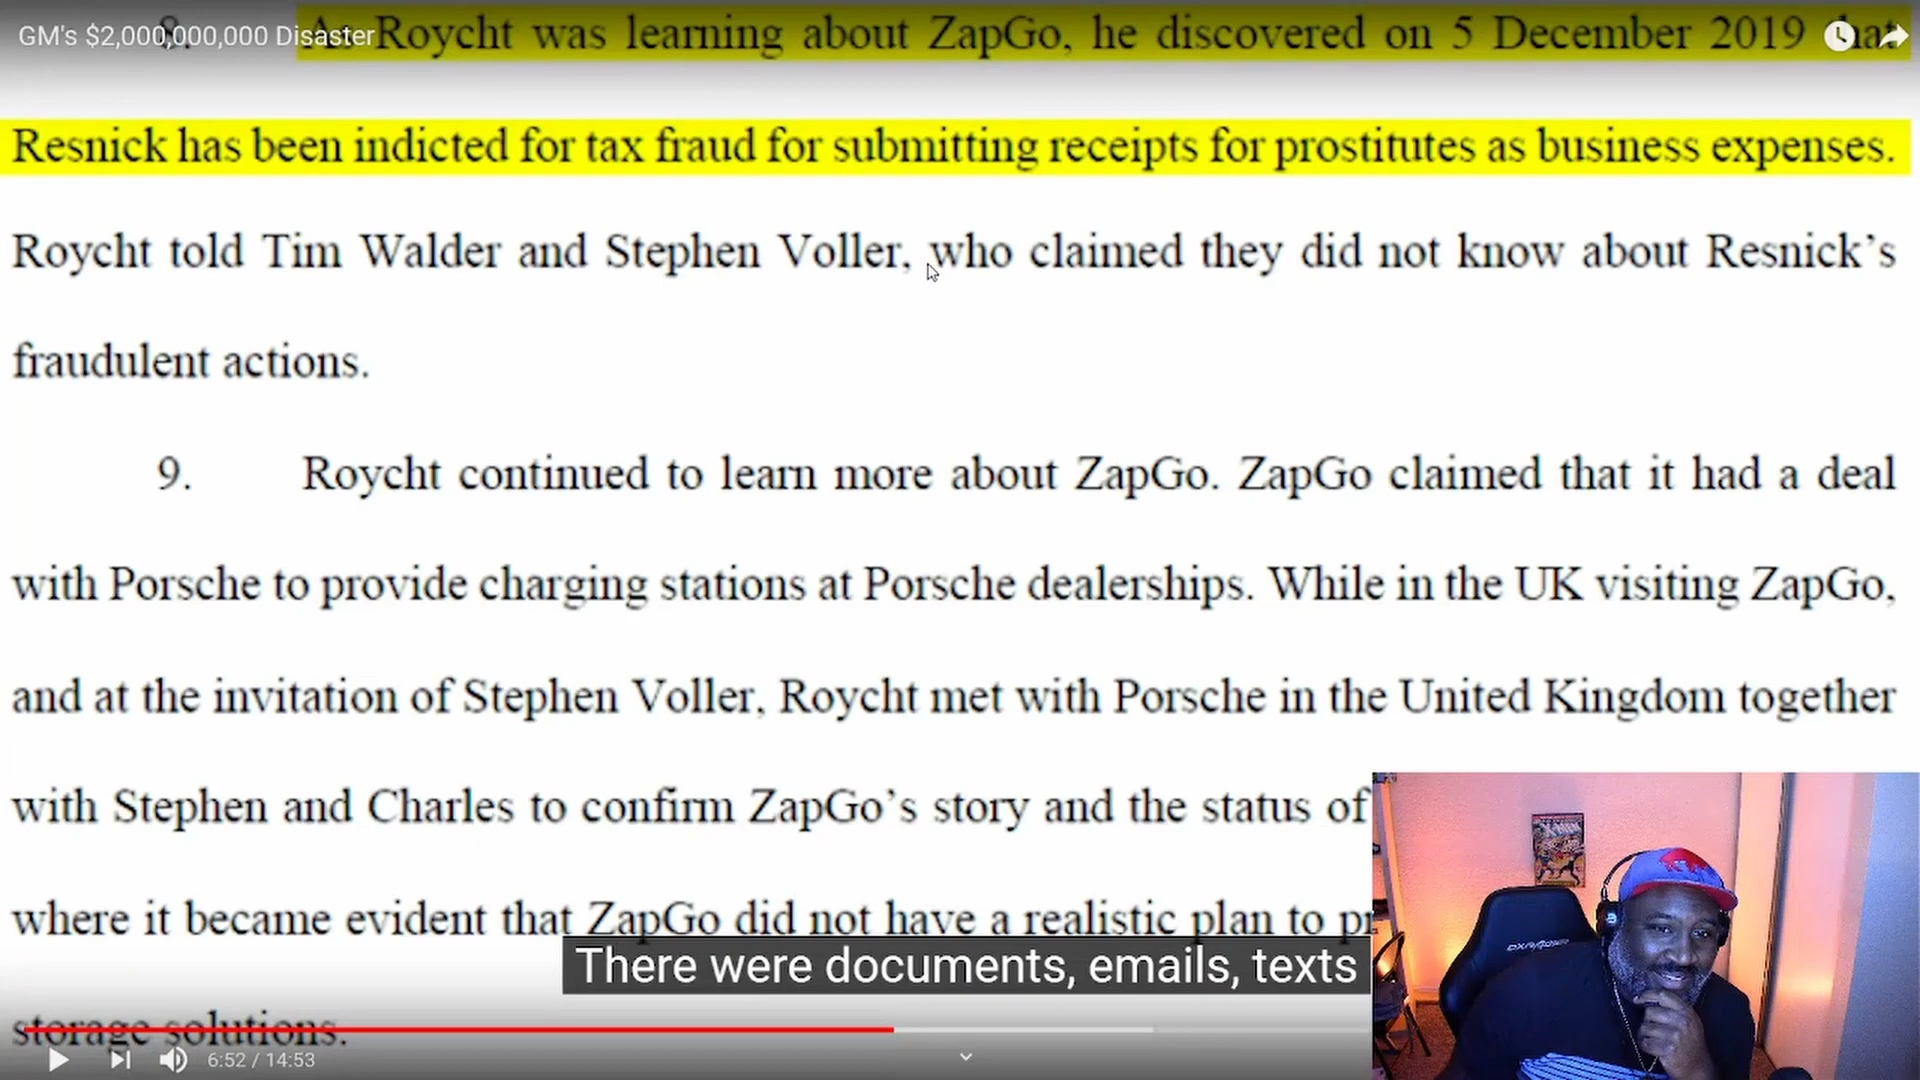 GM's $2,000,000,000 Disaster
8. As Roycht was learning about ZapGo, he discovered on 5 December 2019 that
Resnick has been indicted for tax fraud for submitting receipts for prostitutes as business expenses.
Roycht told Tim Walder and Stephen Voller, who claimed they did not know about Resnick's
fraudulent actions.
9. Roycht continued to learn more about ZapGo. ZapGo claimed that it had a deal
with Porsche to provide charging stations at Porsche dealerships. While in the UK visiting ZapGo,
and at the invitation of Stephen Voller, Roycht met with Porsche in the United Kingdom together
with Stephen and Charles to confirm ZapGo's story and the status of
where it became evident that ZapGo did not have a realistic plan to pr
There were documents, emails, texts
storage solutions.
6:52 / 14:53